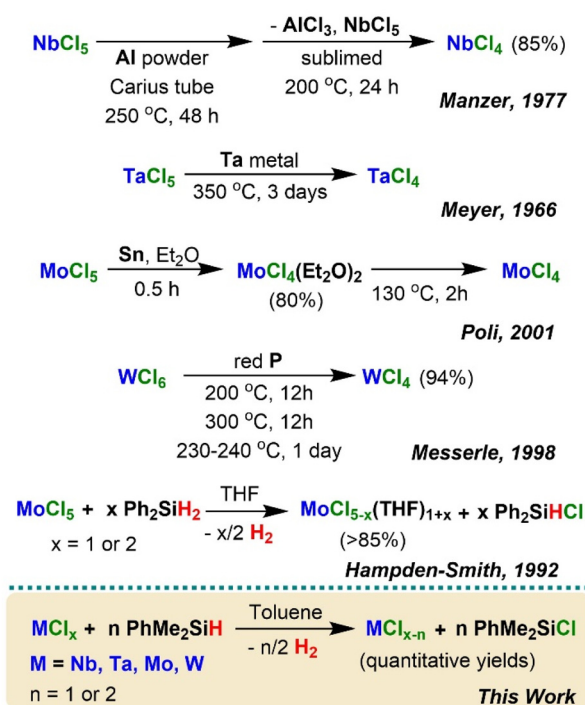 NbCl₅ Al powder Carius tube 250 °C, 48 h - AlCl₃, NbCl₅ sublimed 200 °C, 24 h NbCl₄ (85%)
Manzer, 1977
TaCl₅ Ta metal 350 °C, 3 days TaCl₄
Meyer, 1966
MoCl₅ Sn, Et₂O 0.5 h MoCl₄(Et₂O)₂ (80%) 130 °C, 2h MoCl₄
Poli, 2001
WCl₆ red P 200 °C, 12h 300 °C, 12h 230-240 °C, 1 day WCl₄ (94%)
Messerle, 1998
MoCl₅ + x Ph₂SiH₂ THF - x/2 H₂ MoCl₅₋ₓ(THF)₁₊ₓ + x Ph₂SiHCl
x = 1 or 2 (>85%)
Hampden-Smith, 1992
MClₓ + n PhMe₂SiH Toluene - n/2 H₂ MClₓ₋ₙ + n PhMe₂SiCl
M = Nb, Ta, Mo, W (quantitative yields)
n = 1 or 2 This Work